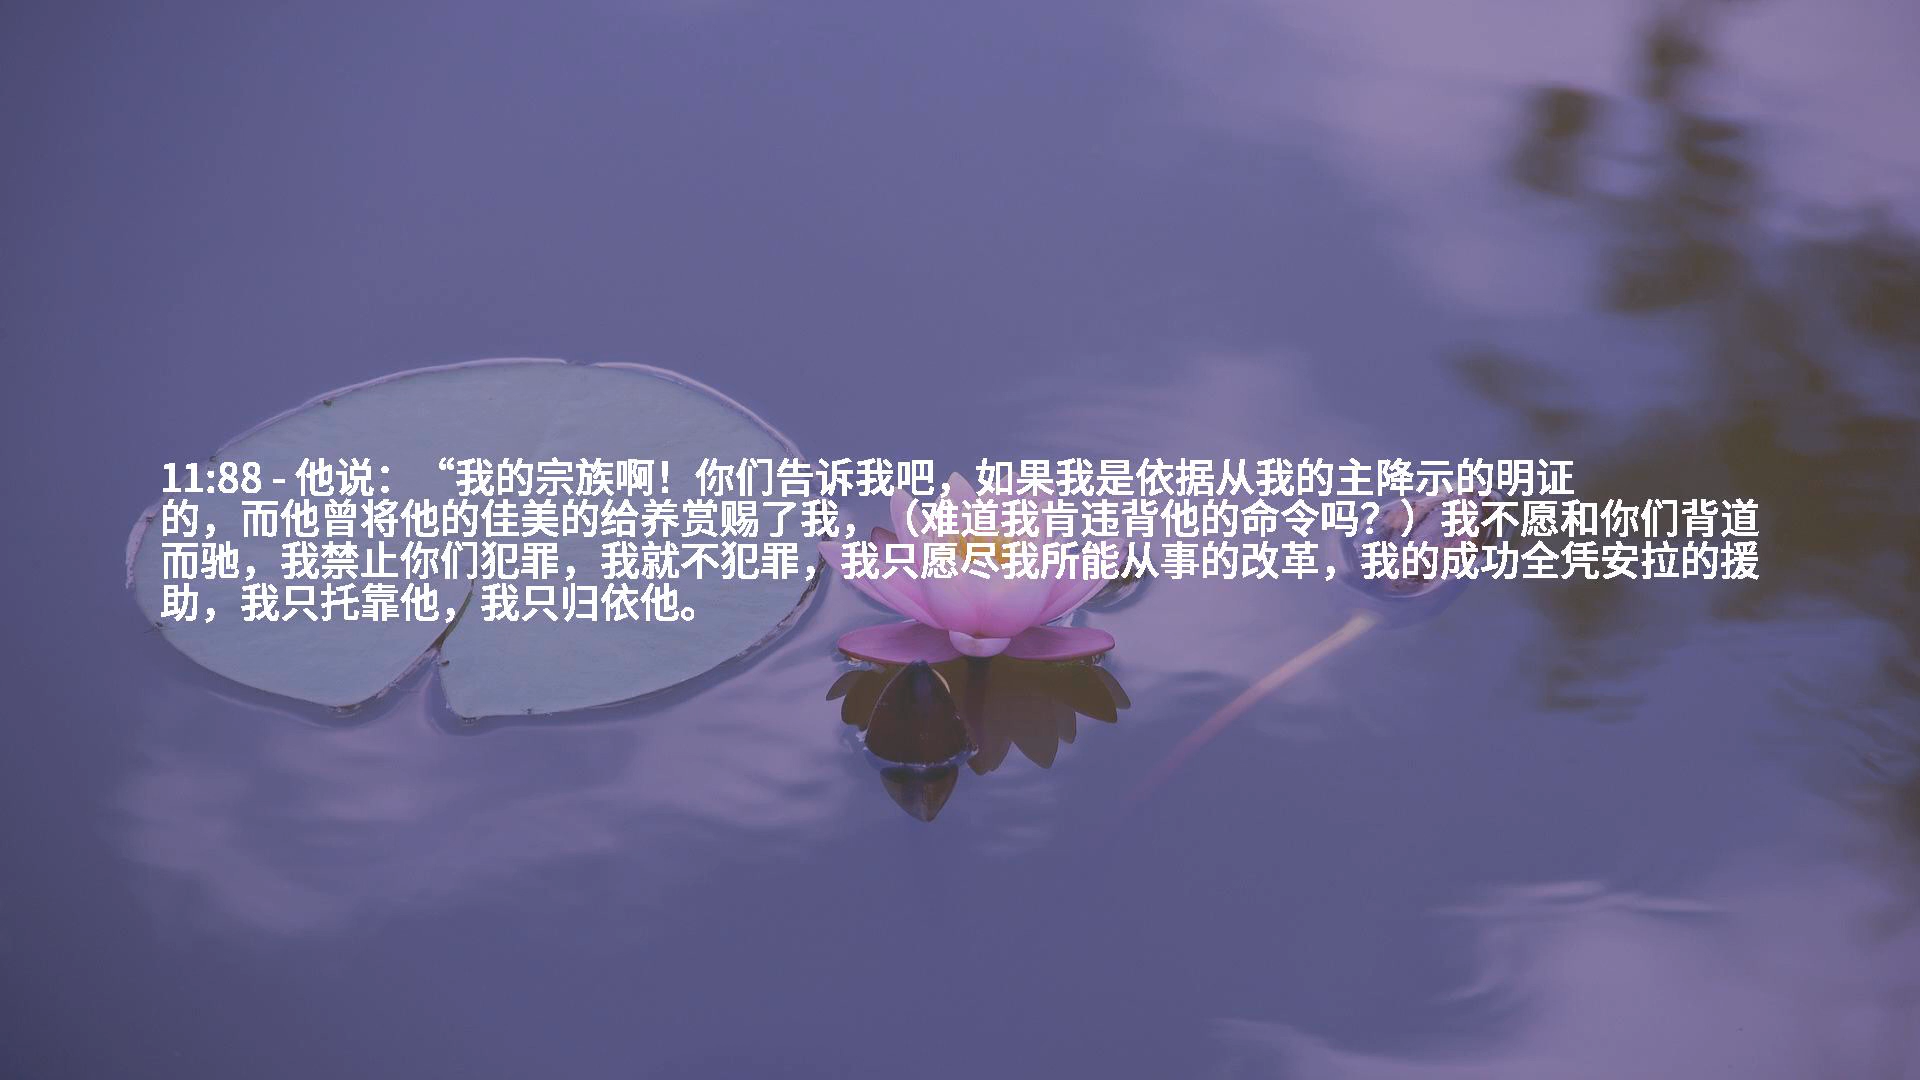 11:88 - 他说：“我的宗族啊！你们告诉我吧，如果我是依据从我的主降示的明证
的，而他曾将他的佳美的给养赏赐了我，（难道我肯违背他的命令吗？）我不愿和你们背道
而驰，我禁止你们犯罪，我就不犯罪，我只愿尽我所能从事的改革，我的成功全凭安拉的援
助，我只托靠他，我只归依他。